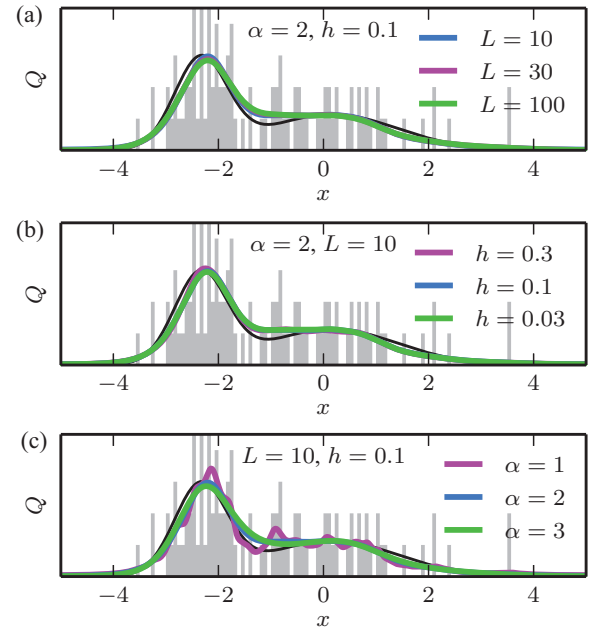 (a)
α = 2, h = 0.1
L = 10
L = 30
L = 100
Q
−4 −2 0 2 4
x
(b)
α = 2, L = 10
h = 0.3
h = 0.1
h = 0.03
Q
−4 −2 0 2 4
x
(c)
L = 10, h = 0.1
α = 1
α = 2
α = 3
Q
−4 −2 0 2 4
x